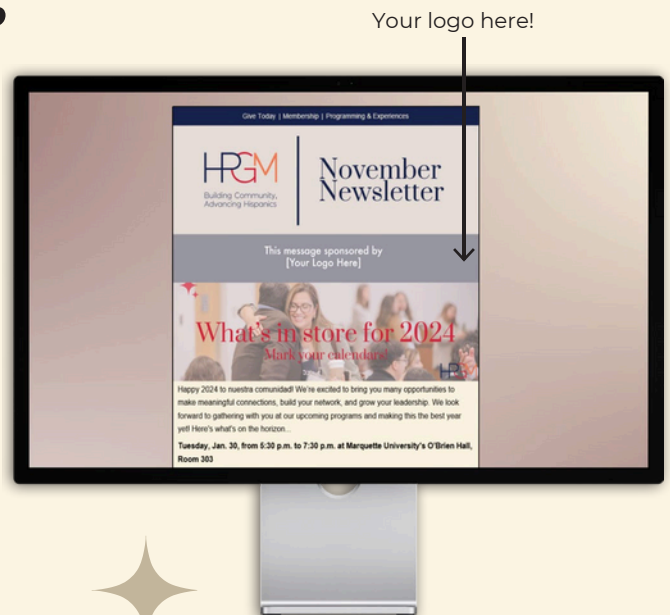 Your logo here!
Give Today | Membership | Programming & Experiences
HPGM
Building Community,
Advancing Hispanics
November
Newsletter
This message sponsored by
[Your Logo Here]
What's in store for 2024
Mark your calendars!
HPGM
Happy 2024 to nuestra comunidad! We're excited to bring you many opportunities to
make meaningful connections, build your network, and grow your leadership. We look
forward to gathering with you at our upcoming programs and making this the best year
yet! Here's what's on the horizon...
Tuesday, Jan. 30, from 5:30 p.m. to 7:30 p.m. at Marquette University's O'Brien Hall,
Room 303